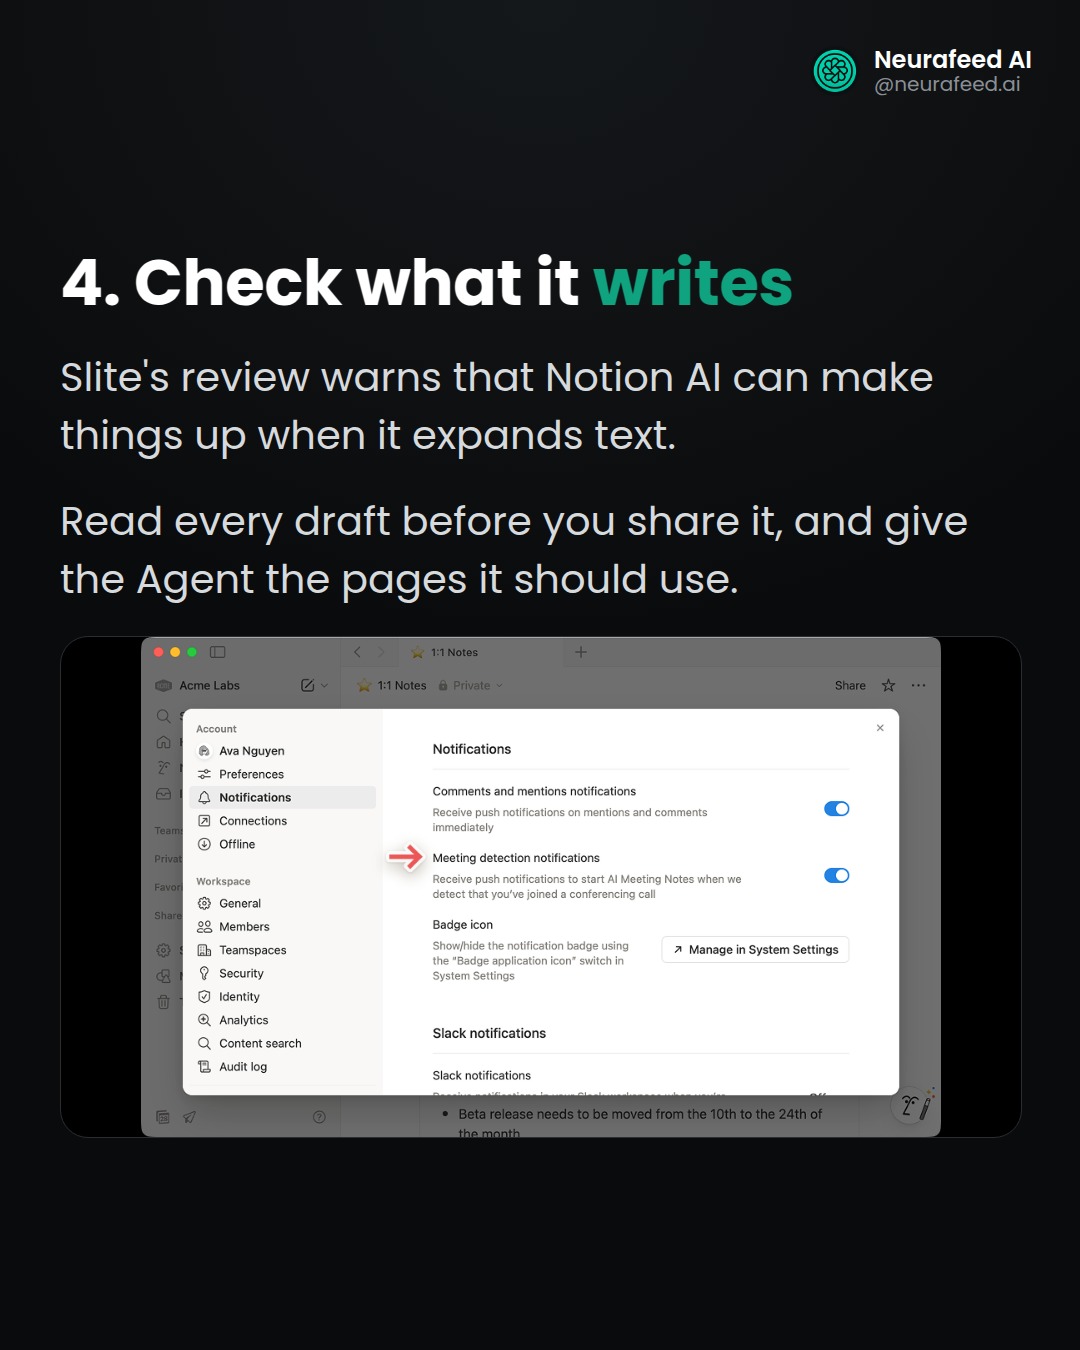 Neurafeed AI
@neurafeed.ai
4. Check what it writes
Slite's review warns that Notion AI can make
things up when it expands text.
Read every draft before you share it, and give
the Agent the pages it should use.
1:1 Notes
Acme Labs
1:1 Notes Private
Share
Account
Ava Nguyen
Preferences
Notifications
Connections
Offline
Workspace
General
Members
Teamspaces
Security
Identity
Analytics
Content search
Audit log
Teams
Privat
Favori
Share
Notifications
Comments and mentions notifications
Receive push notifications on mentions and comments
immediately
Meeting detection notifications
Receive push notifications to start AI Meeting Notes when we
detect that you've joined a conferencing call
Badge icon
Show/hide the notification badge using
the “Badge application icon” switch in
System Settings
Manage in System Settings
Slack notifications
Slack notifications
Beta release needs to be moved from the 10th to the 24th of
the month